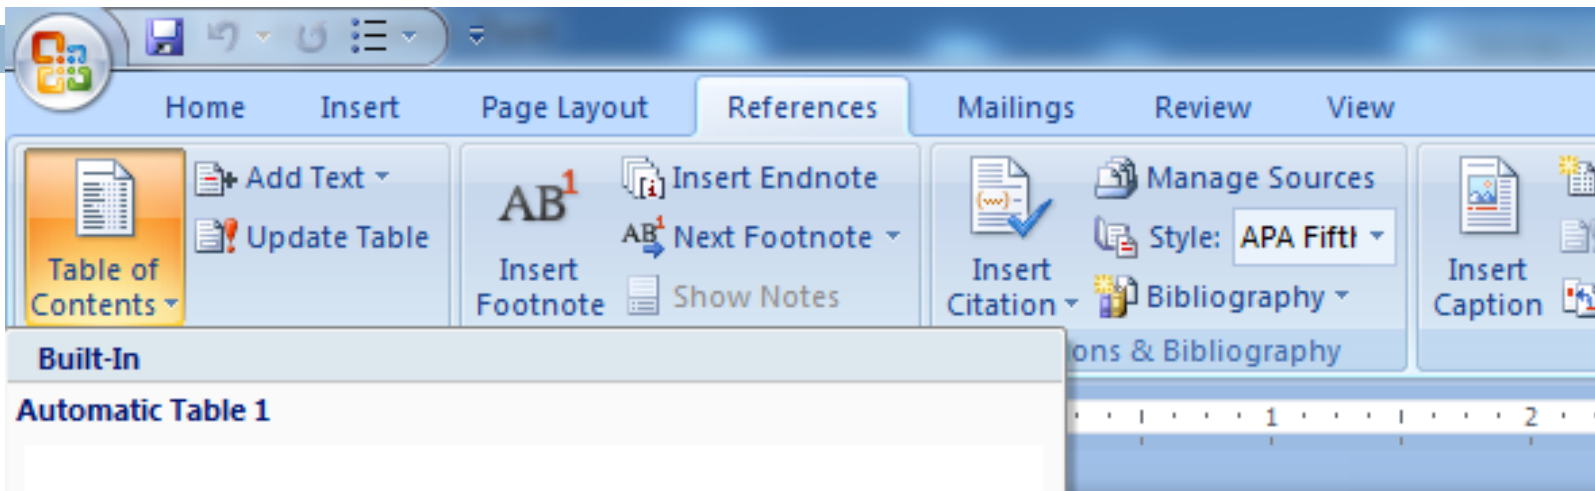 Home Insert Page Layout References Mailings Review View
Table of Contents
Add Text
Update Table
AB1
Insert Footnote
Insert Endnote
AB1 Next Footnote
Show Notes
Insert Citation
Manage Sources
Style: APA Fifth
Bibliography
ons & Bibliography
Insert Caption
Built-In
Automatic Table 1
1 2